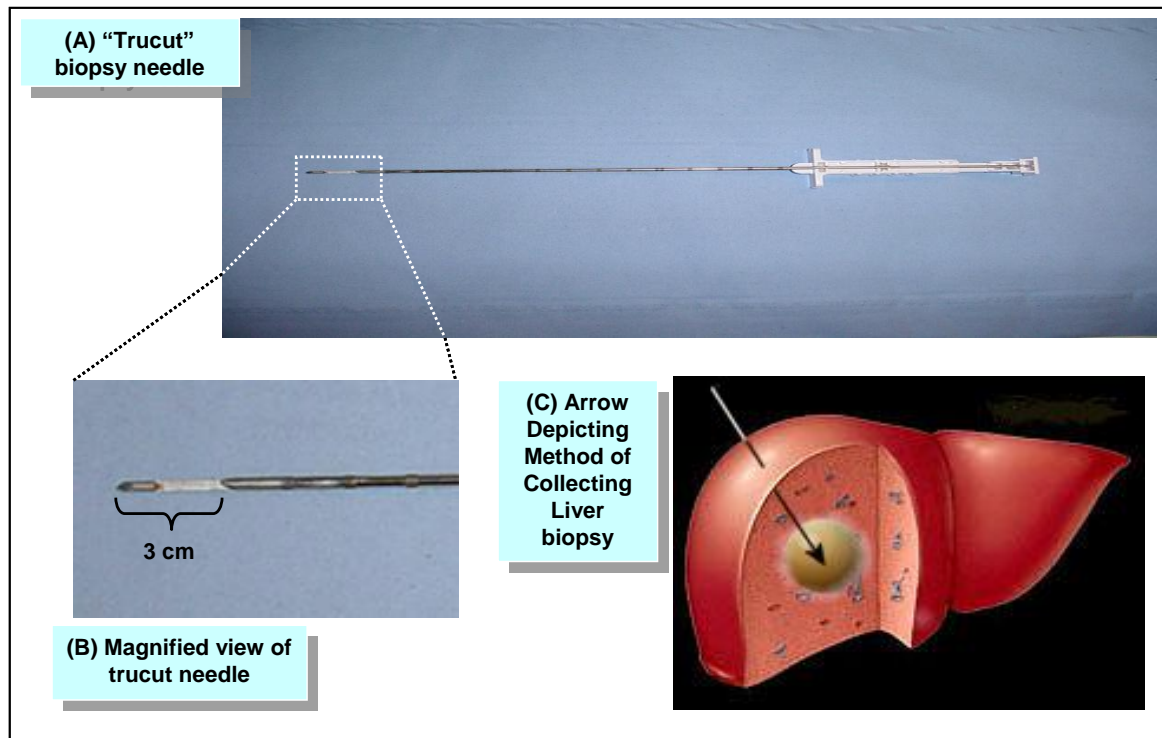 (A) “Trucut”
biopsy needle
3 cm
(B) Magnified view of
trucut needle
(C) Arrow
Depicting
Method of
Collecting
Liver
biopsy